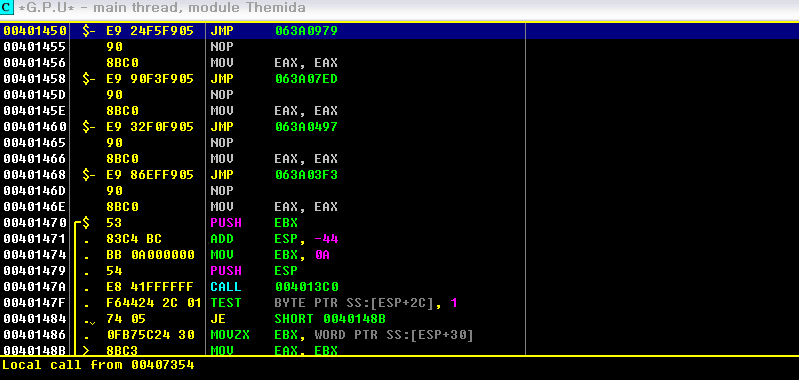 C *G.P.U* - main thread, module Themida
00401450 $- E9 24F5F905 JMP 063A0979
00401455 90 NOP
00401456 8BC0 MOV EAX, EAX
00401458 $- E9 90F3F905 JMP 063A07ED
0040145D 90 NOP
0040145E 8BC0 MOV EAX, EAX
00401460 $- E9 32F0F905 JMP 063A0497
00401465 90 NOP
00401466 8BC0 MOV EAX, EAX
00401468 $- E9 86EFF905 JMP 063A03F3
0040146D 90 NOP
0040146E 8BC0 MOV EAX, EAX
00401470 $ 53 PUSH EBX
00401471 . 83C4 BC ADD ESP, -44
00401474 . BB 0A000000 MOV EBX, 0A
00401479 . 54 PUSH ESP
0040147A . E8 41FFFFFF CALL 004013C0
0040147F . F64424 2C 01 TEST BYTE PTR SS:[ESP+2C], 1
00401484 . 74 05 JE SHORT 0040148B
00401486 . 0FB75C24 30 MOVZX EBX, WORD PTR SS:[ESP+30]
0040148B > 8BC3 MOV EAX, EBX
Local call from 00407354